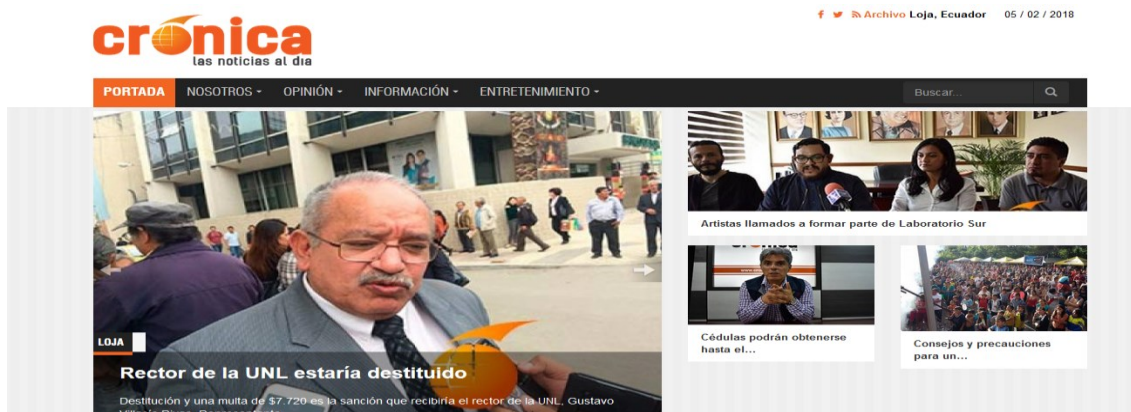 Archivo Loja, Ecuador 05 / 02 / 2018
crónica
las noticias al día
PORTADA NOSOTROS OPINIÓN INFORMACIÓN ENTRETENIMIENTO Buscar...
LOJA
Rector de la UNL estaría destituido
Destitución y una multa de $7.720 es la sanción que recibiría el rector de la UNL, Gustavo
Artistas llamados a formar parte de Laboratorio Sur
Cédulas podrán obtenerse
hasta el...
Consejos y precauciones
para un...